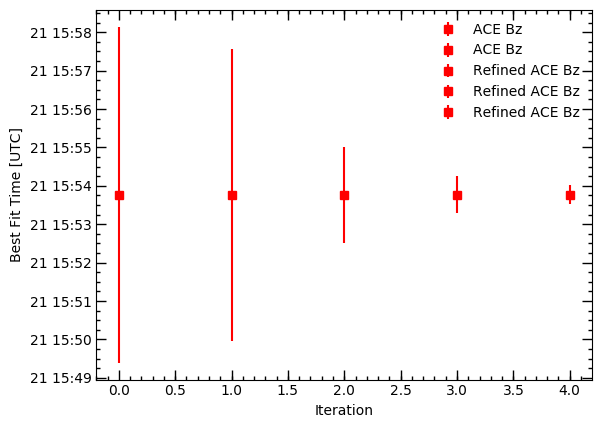 21 15:58
21 15:57
21 15:56
21 15:55
21 15:54
21 15:53
21 15:52
21 15:51
21 15:50
21 15:49
Best Fit Time [UTC]
ACE Bz
ACE Bz
Refined ACE Bz
Refined ACE Bz
Refined ACE Bz
0.0 0.5 1.0 1.5 2.0 2.5 3.0 3.5 4.0
Iteration